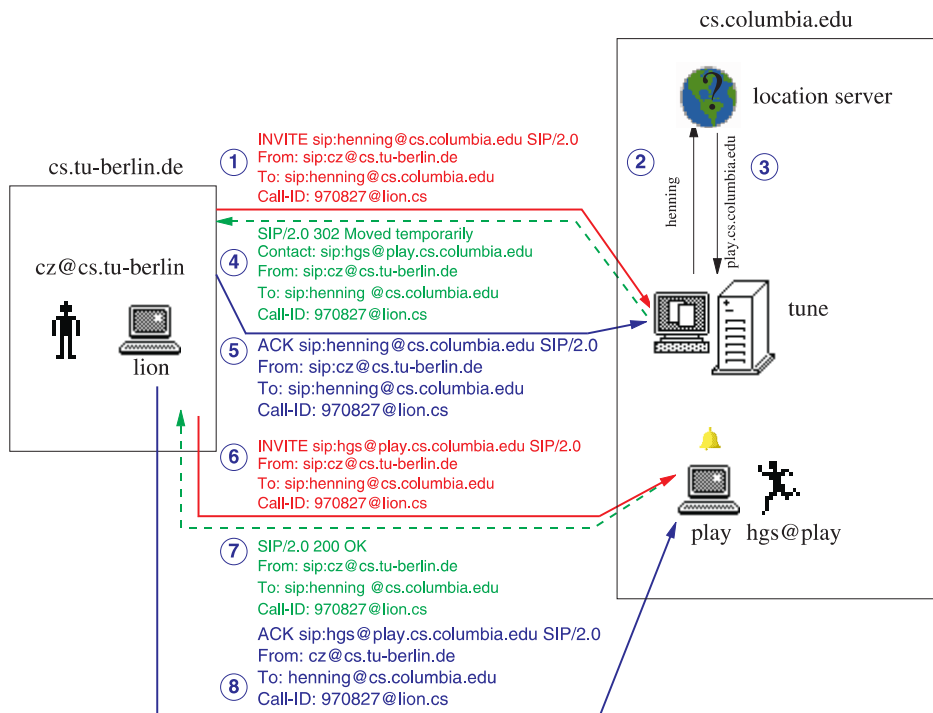 cs.columbia.edu
location server
INVITE sip:henning@cs.columbia.edu SIP/2.0
1
From: sip:cz@cs.tu-berlin.de
To: sip:henning@cs.columbia.edu
Call-ID: 970827@lion.cs
2
3
henning
play.cs.columbia.edu
cs.tu-berlin.de
SIP/2.0 302 Moved temporarily
4
Contact: sip:hgs@play.cs.columbia.edu
From: sip:cz@cs.tu-berlin.de
To: sip:henning @cs.columbia.edu
Call-ID: 970827@lion.cs
cz@cs.tu-berlin
lion
tune
5
ACK sip:henning@cs.columbia.edu SIP/2.0
From: sip:cz@cs.tu-berlin.de
To: sip:henning@cs.columbia.edu
Call-ID: 970827@lion.cs
6
INVITE sip:hgs@play.cs.columbia.edu SIP/2.0
From: sip:cz@cs.tu-berlin.de
To: sip:henning@cs.columbia.edu
Call-ID: 970827@lion.cs
play
hgs@play
7
SIP/2.0 200 OK
From: sip:cz@cs.tu-berlin.de
To: sip:henning @cs.columbia.edu
Call-ID: 970827@lion.cs
8
ACK sip:hgs@play.cs.columbia.edu SIP/2.0
From: cz@cs.tu-berlin.de
To: henning@cs.columbia.edu
Call-ID: 970827@lion.cs
?